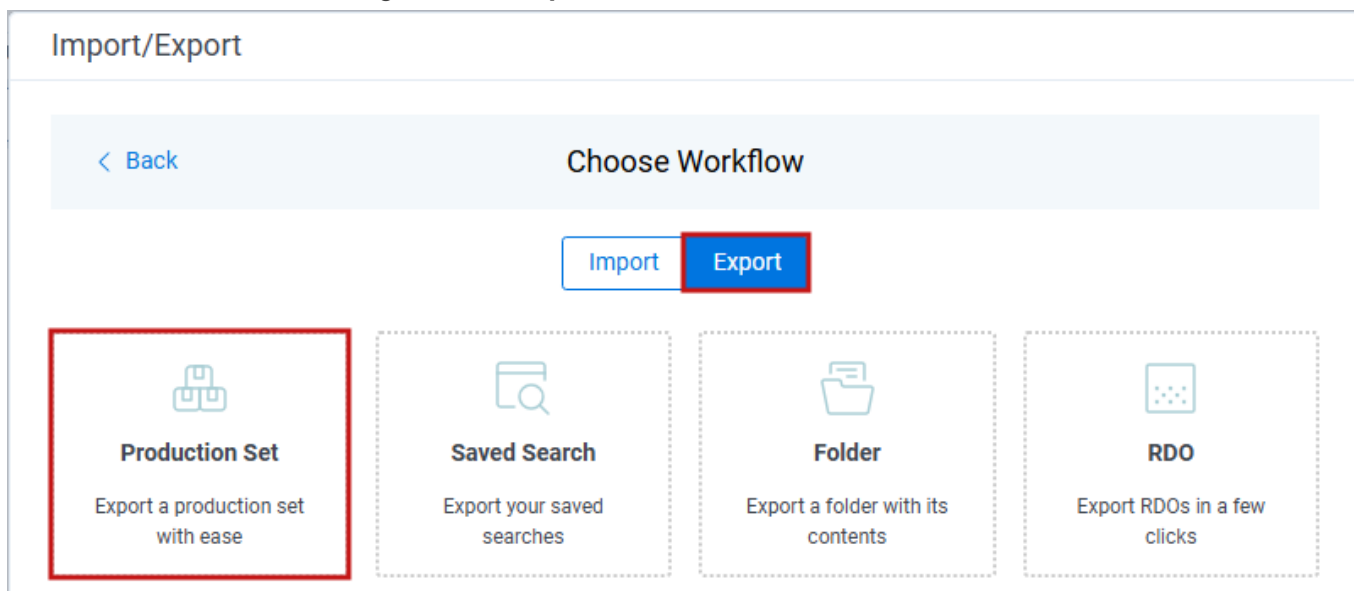 Import/Export
Back
Choose Workflow
Import
Export
Production Set
Export a production set
with ease
Saved Search
Export your saved
searches
Folder
Export a folder with its
contents
RDO
Export RDOs in a few
clicks